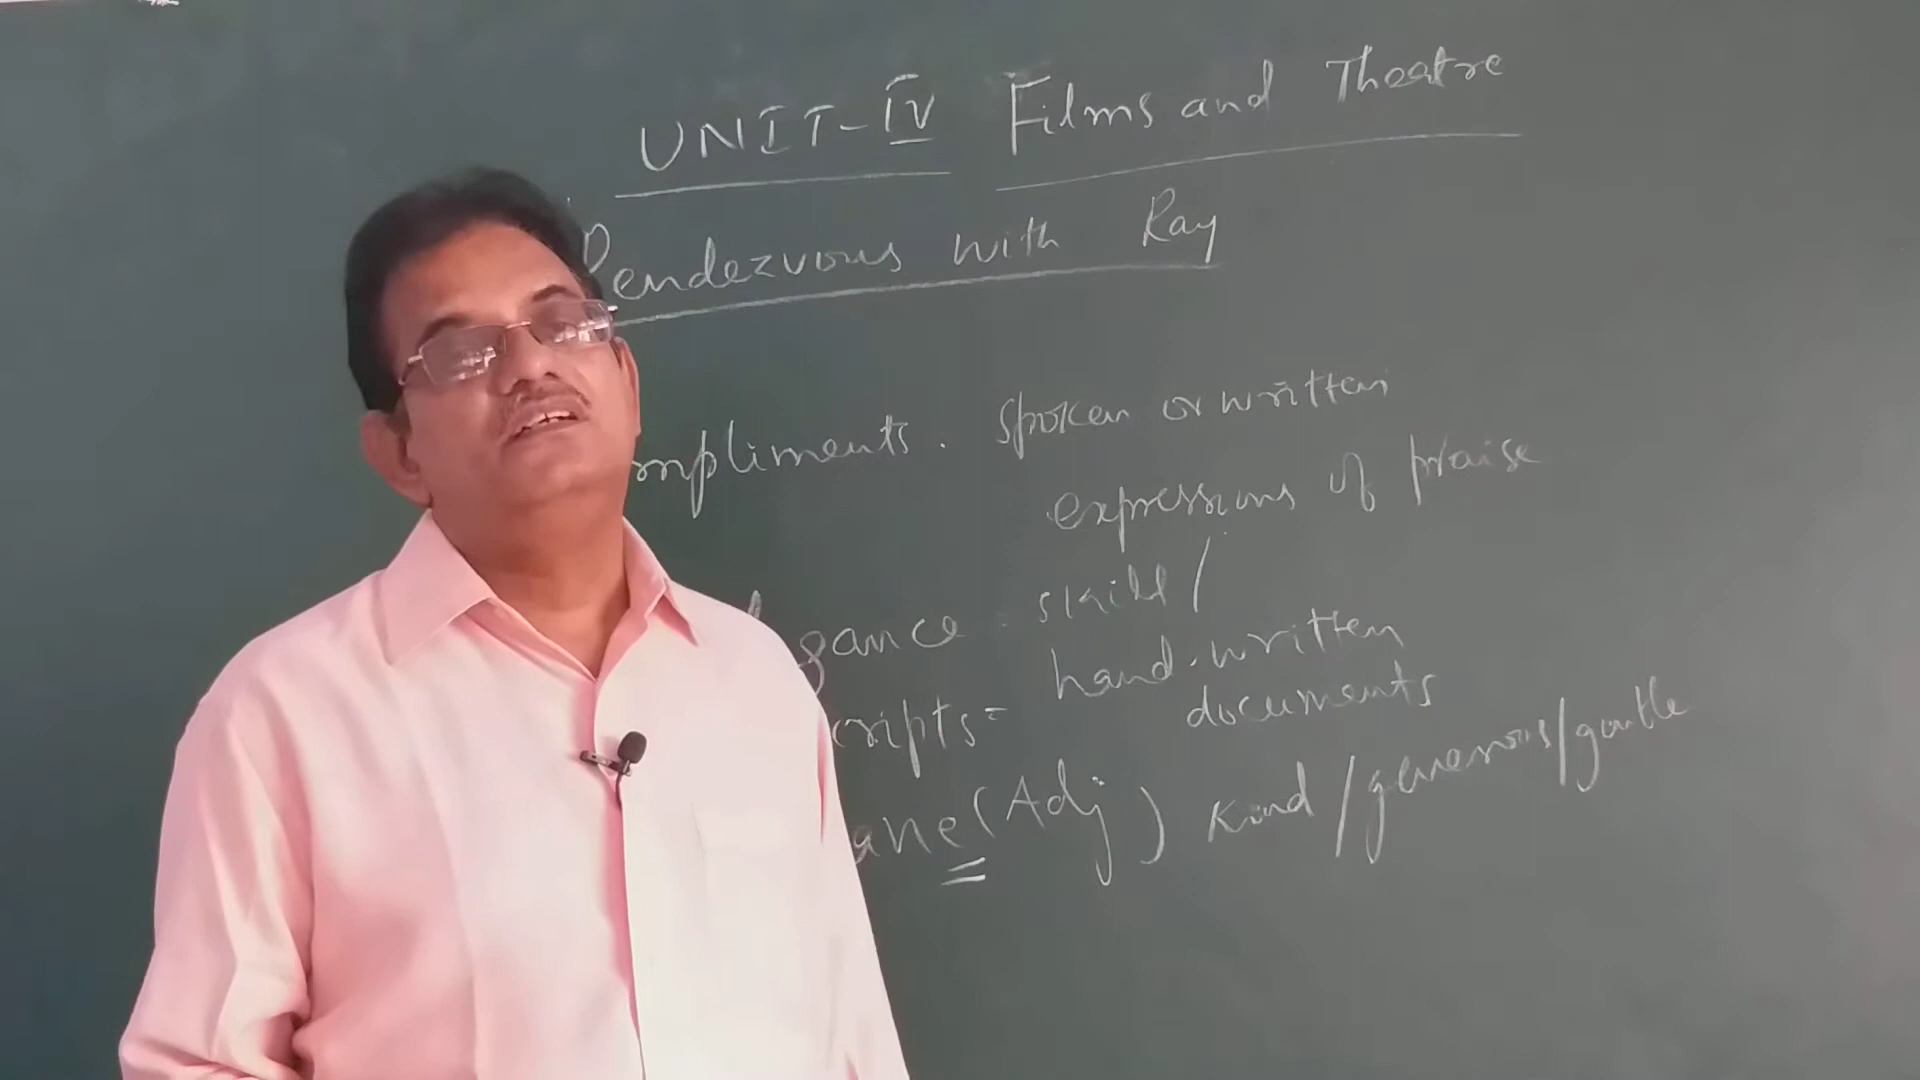 UNIT-IV Films and Theatre
Rendezvous with Ray
mpliments. spoken or written
expressions of praise
gance - skill/
hand-written
cripts= documents
ane (Adj) kind/generous/gentle